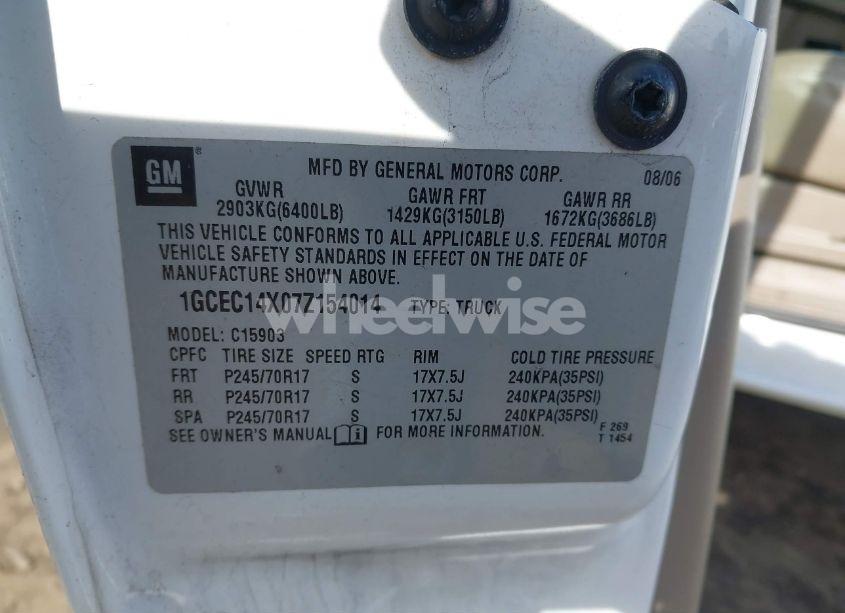 GM ® MFD BY GENERAL MOTORS CORP. 08/06
GVWR GAWR FRT GAWR RR
2903KG(6400LB) 1429KG(3150LB) 1672KG(3686LB)
THIS VEHICLE CONFORMS TO ALL APPLICABLE U.S. FEDERAL MOTOR
VEHICLE SAFETY STANDARDS IN EFFECT ON THE DATE OF
MANUFACTURE SHOWN ABOVE.
1GCEC14X07Z154014 TYPE: TRUCK
wheelwise
MODEL: C15903
CPFC TIRE SIZE SPEED RTG RIM COLD TIRE PRESSURE
FRT P245/70R17 S 17X7.5J 240KPA(35PSI)
RR P245/70R17 S 17X7.5J 240KPA(35PSI)
SPA P245/70R17 S 17X7.5J 240KPA(35PSI)
SEE OWNER'S MANUAL i FOR MORE INFORMATION.
F 269
T 1454